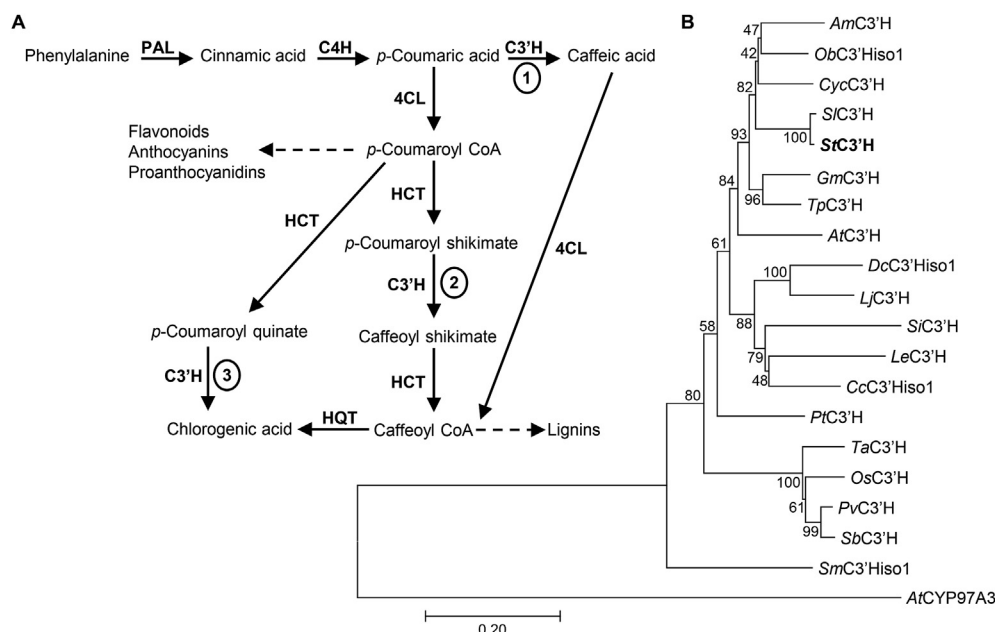 A
PAL
C4H
C3’H
Phenylalanine
Cinnamic acid
p-Coumaric acid
Caffeic acid
1
4CL
Flavonoids
Anthocyanins
Proanthocyanidins
p-Coumaroyl CoA
HCT
HCT
p-Coumaroyl shikimate
4CL
C3’H
2
p-Coumaroyl quinate
Caffeoyl shikimate
C3’H
3
HCT
HQT
Chlorogenic acid
Caffeoyl CoA
Lignins
B
AmC3’H
ObC3’Hiso1
CycC3’H
SlC3’H
StC3’H
GmC3’H
TpC3’H
AtC3’H
DcC3’Hiso1
LjC3’H
SiC3’H
LeC3’H
CcC3’Hiso1
PtC3’H
TaC3’H
OsC3’H
PvC3’H
SbC3’H
SmC3’Hiso1
AtCYP97A3
47
42
82
100
93
84
96
61
100
88
58
79
48
80
100
61
99
0.20